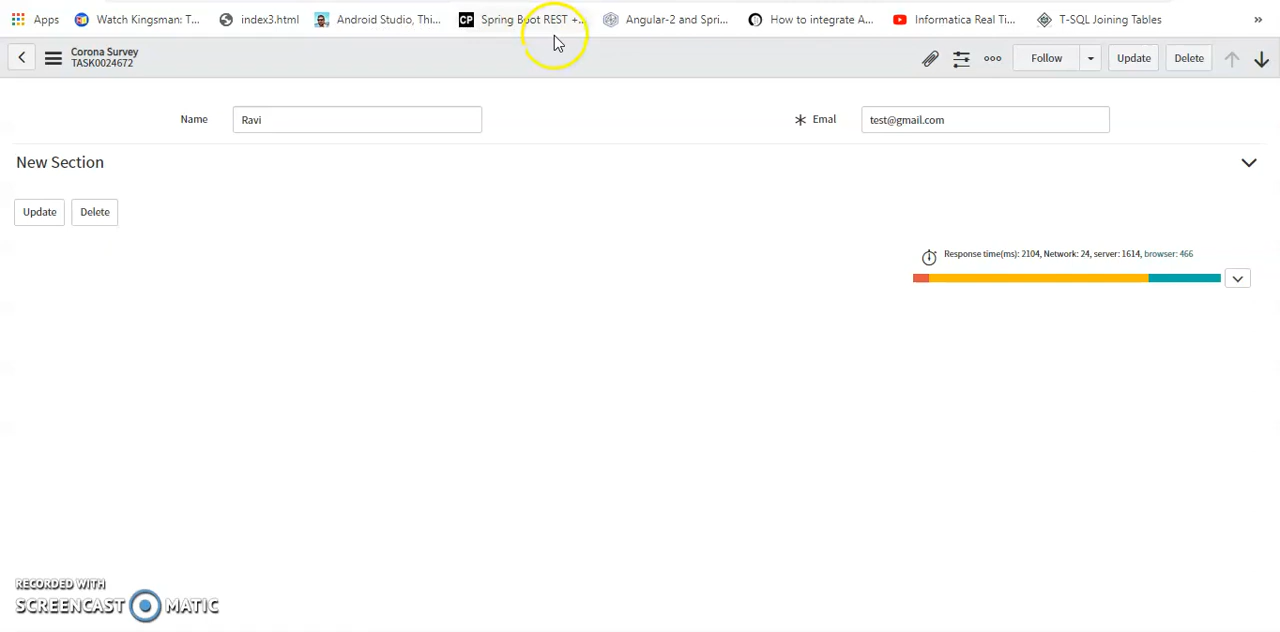 Apps Watch Kingsman: T... index3.html Android Studio, Thi... CP Spring Boot REST +... Angular-2 and Spri... How to integrate A... Informatica Real Ti... T-SQL Joining Tables »
Corona Survey
TASK0024672
Follow Update Delete
Name Ravi Emal test@gmail.com
New Section
Update Delete
Response time(ms): 2104, Network: 24, server: 1614, browser: 466
RECORDED WITH
SCREENCAST MATIC